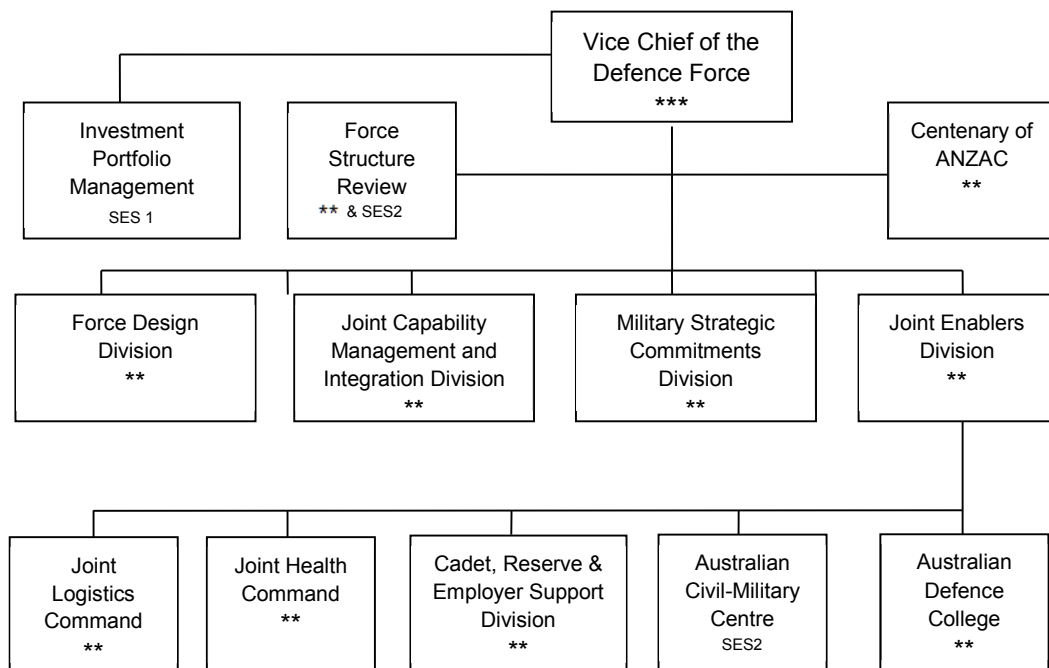 Vice Chief of the
Defence Force
***
Investment
Portfolio
Management
SES 1
Force
Structure
Review
** & SES2
Centenary of
ANZAC
**
Force Design
Division
**
Joint Capability
Management and
Integration Division
**
Military Strategic
Commitments
Division
**
Joint Enablers
Division
**
Joint
Logistics
Command
**
Joint Health
Command
**
Cadet, Reserve &
Employer Support
Division
**
Australian
Civil-Military
Centre
SES2
Australian
Defence
College
**